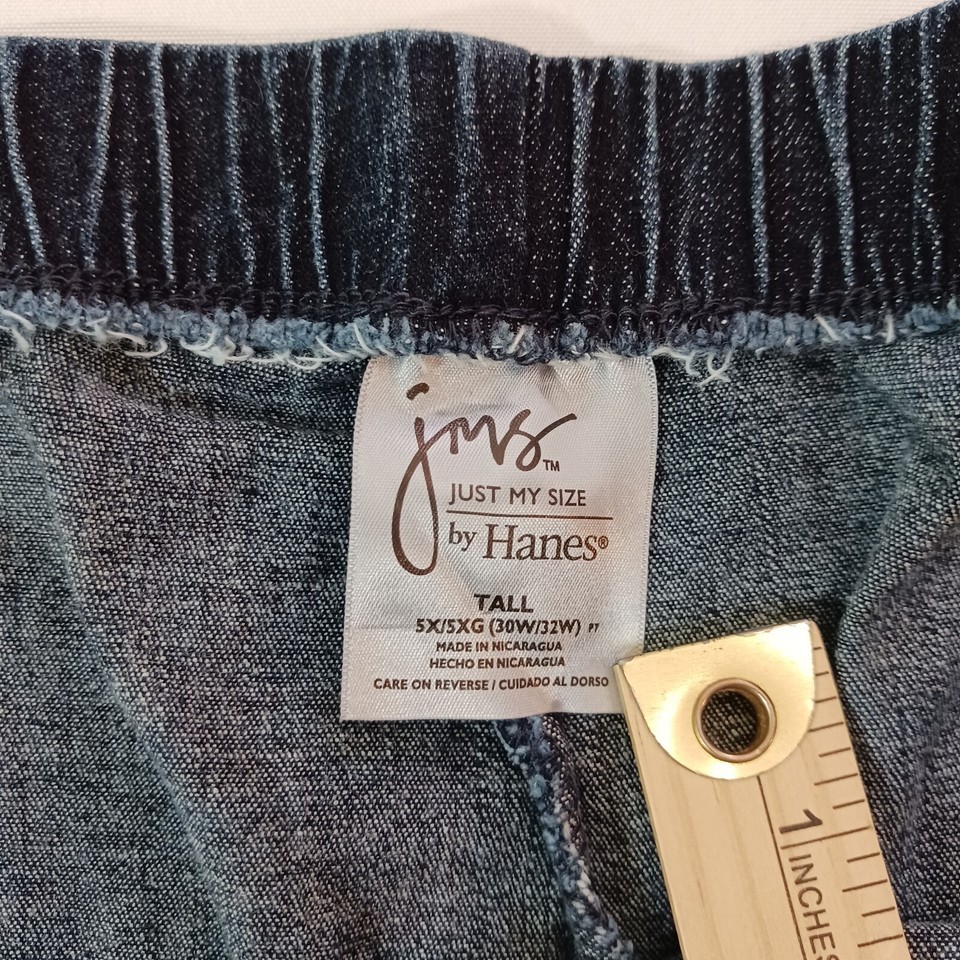 jms™
JUST MY SIZE
by Hanes®
TALL
5X/5XG (30W/32W) PT
MADE IN NICARAGUA
HECHO EN NICARAGUA
CARE ON REVERSE / CUIDADO AL DORSO
1
INCHES